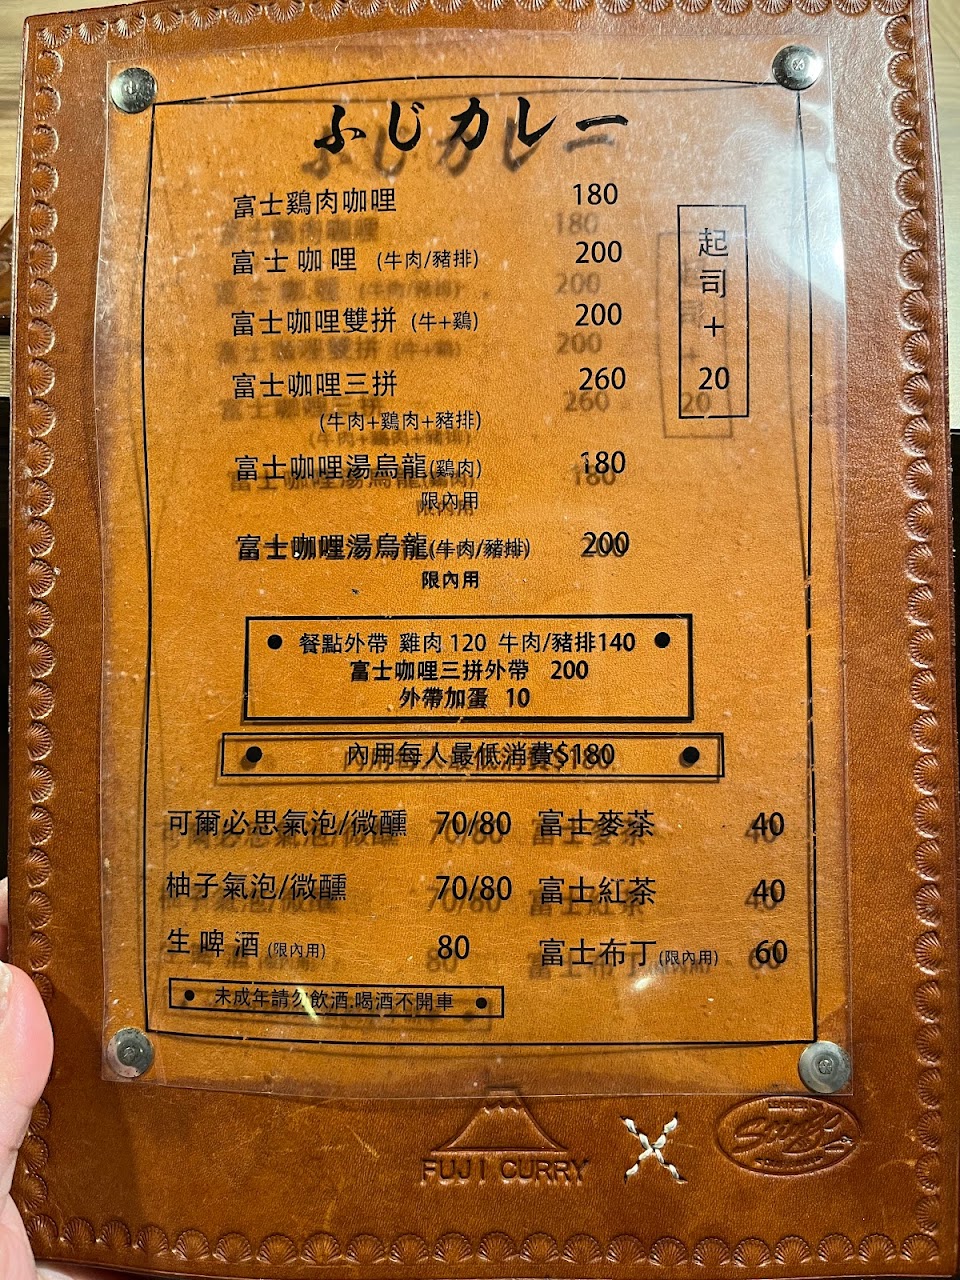 ふじカレー
富士鷄肉咖哩 180
富士咖哩 (牛肉/豬排) 200
富士咖哩雙拼 (牛+鷄) 200
富士咖哩三拼 260
(牛肉+鷄肉+豬排)
富士咖哩湯烏龍(鷄肉) 180
限內用
富士咖哩湯烏龍(牛肉/豬排) 200
限內用
起司+20
● 餐點外帶 雞肉 120 牛肉/豬排140 ●
富士咖哩三拼外帶 200
外帶加蛋 10
● 內用每人最低消費$180 ●
可爾必思氣泡/微醺 70/80 富士麥茶 40
柚子氣泡/微醺 70/80 富士紅茶 40
生啤酒(限內用) 80 富士布丁(限內用) 60
● 未成年請勿飲酒.喝酒不開車 ●
FUJI CURRY